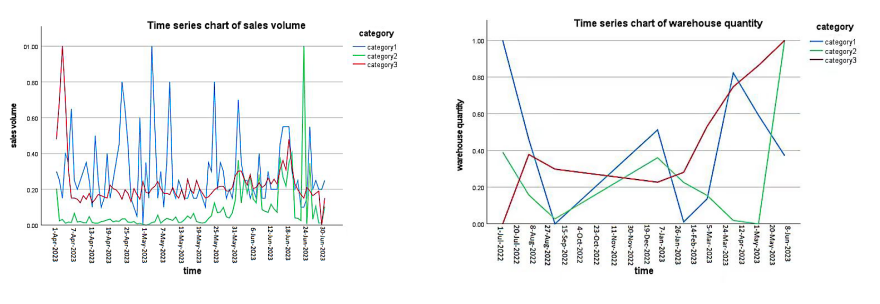 Time series chart of sales volume
category
category1
category2
category3
sales volume
01.00
0.80
0.60
0.40
0.20
0.00
1-Apr-2023
7-Apr-2023
13-Apr-2023
19-Apr-2023
25-Apr-2023
1-May-2023
7-May-2023
13-May-2023
19-May-2023
25-May-2023
31-May-2023
6-Jun-2023
12-Jun-2023
18-Jun-2023
24-Jun-2023
30-Jun-2023
time
Time series chart of warehouse quantity
category
category1
category2
category3
warehouse quantity
1.00
0.80
0.60
0.40
0.20
0.00
1-Jul-2022
20-Jul-2022
8-Aug-2022
27-Aug-2022
15-Sep-2022
4-Oct-2022
23-Oct-2022
11-Nov-2022
30-Nov-2022
19-Dec-2022
7-Jan-2023
26-Jan-2023
14-Feb-2023
5-Mar-2023
24-Mar-2023
12-Apr-2023
1-May-2023
20-May-2023
8-Jun-2023
time